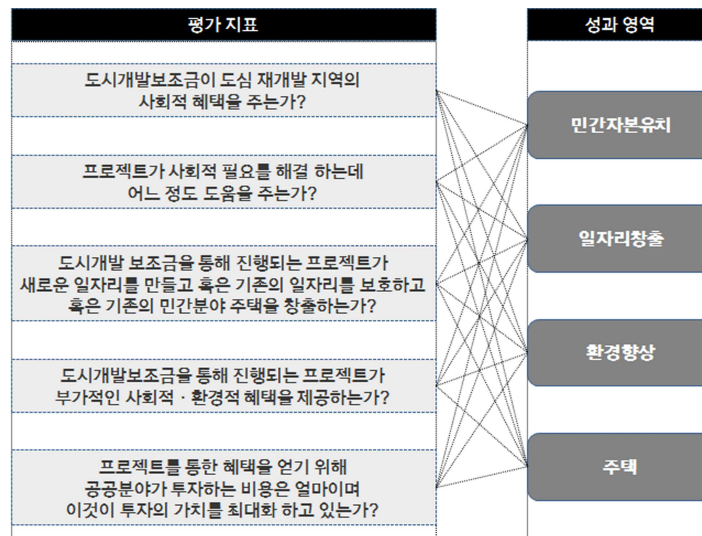 평가 지표
도시개발보조금이 도심 재개발 지역의
사회적 혜택을 주는가?
프로젝트가 사회적 필요를 해결 하는데
어느 정도 도움을 주는가?
도시개발 보조금을 통해 진행되는 프로젝트가
새로운 일자리를 만들고 혹은 기존의 일자리를 보호하고
혹은 기존의 민간분야 주택을 창출하는가?
도시개발보조금을 통해 진행되는 프로젝트가
부가적인 사회적 · 환경적 혜택을 제공하는가?
프로젝트를 통한 혜택을 얻기 위해
공공분야가 투자하는 비용은 얼마이며
이것이 투자의 가치를 최대화 하고 있는가?
성과 영역
민간자본유치
일자리창출
환경향상
주택